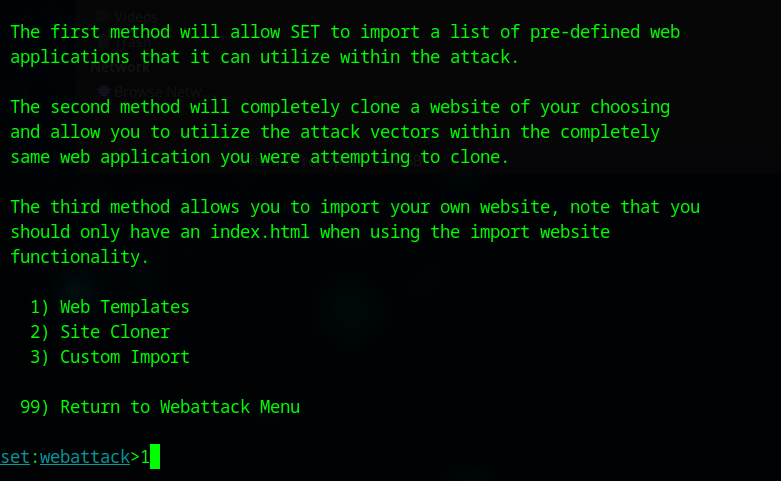 Videos
The first method will allow SET to import a list of pre-defined web
applications that it can utilize within the attack.
Network
Browse Netw
The second method will completely clone a website of your choosing
and allow you to utilize the attack vectors within the completely
same web application you were attempting to clone.
The third method allows you to import your own website, note that you
should only have an index.html when using the import website
functionality.
1) Web Templates
2) Site Cloner
3) Custom Import
99) Return to Webattack Menu
set:webattack>1